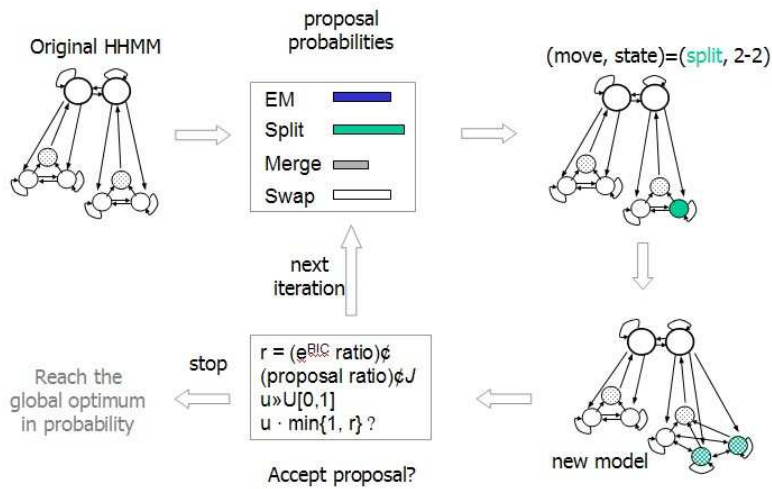 Original HHMM
proposal
probabilities
(move, state)=(split, 2-2)
EM
Split
Merge
Swap
next
iteration
r = (eBIC ratio)¢
(proposal ratio)¢J
u»U[0,1]
u · min{1, r} ?
stop
Reach the
global optimum
in probability
new model
Accept proposal?